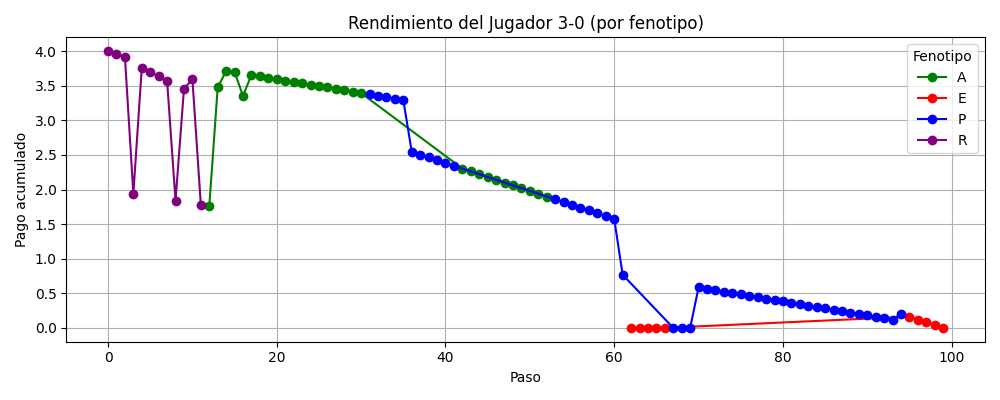 Rendimiento del Jugador 3-0 (por fenotipo)
Pago acumulado
4.0
3.5
3.0
2.5
2.0
1.5
1.0
0.5
0.0
Fenotipo
A
E
P
R
0 20 40 60 80 100
Paso